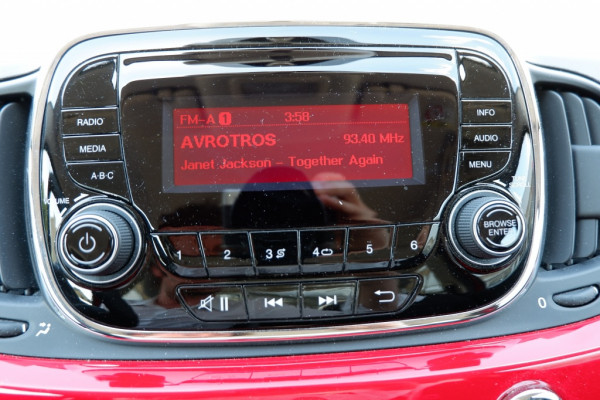 FM-A 1 3:58
AVROTROS 93.40 MHz
Janet Jackson - Together Again
RADIO
MEDIA
A·B·C
INFO
AUDIO
MENU
VOLUME
BROWSE
ENTER
1 2 3 4 5 6
0